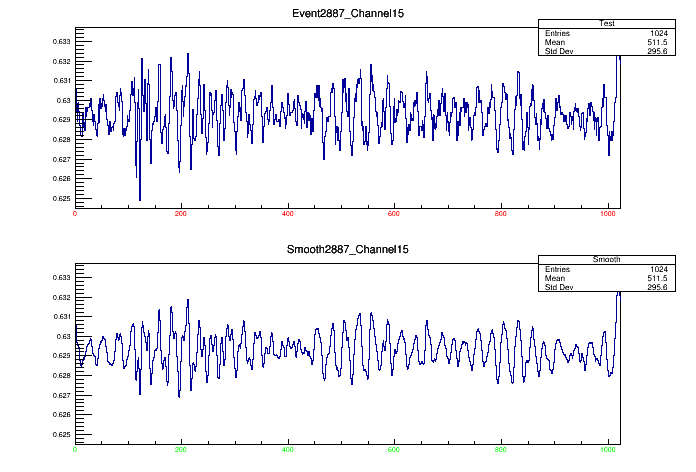 Event2887_Channel15
Test
Entries 1024
Mean 511.5
Std Dev 295.6
0.633
0.632
0.631
0.63
0.629
0.628
0.627
0.626
0.625
0 200 400 600 800 1000
Smooth2887_Channel15
Smooth
Entries 1024
Mean 511.5
Std Dev 295.6
0.633
0.632
0.631
0.63
0.629
0.628
0.627
0.626
0.625
0 200 400 600 800 1000